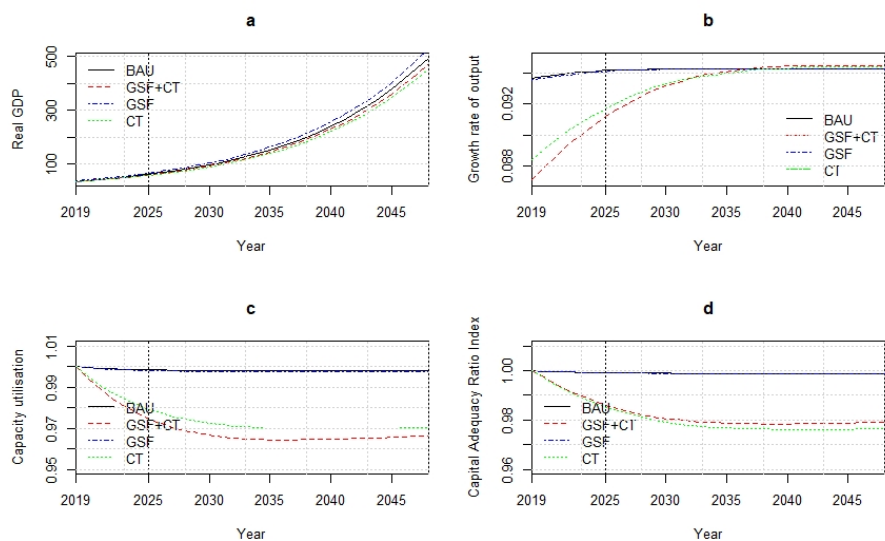 a
Real GDP
500
300
100
BAU
GSF+CT
GSF
CT
2019 2025 2030 2035 2040 2045
Year
b
Growth rate of output
0.092
0.088
BAU
GSF+CT
GSF
CT
2019 2025 2030 2035 2040 2045
Year
c
Capacity utilisation
1.01
0.99
0.97
0.95
BAU
GSF+CT
GSF
CT
2019 2025 2030 2035 2040 2045
Year
d
Capital Adequacy Ratio Index
1.00
0.98
0.96
BAU
GSF+CT
GSF
CT
2019 2025 2030 2035 2040 2045
Year